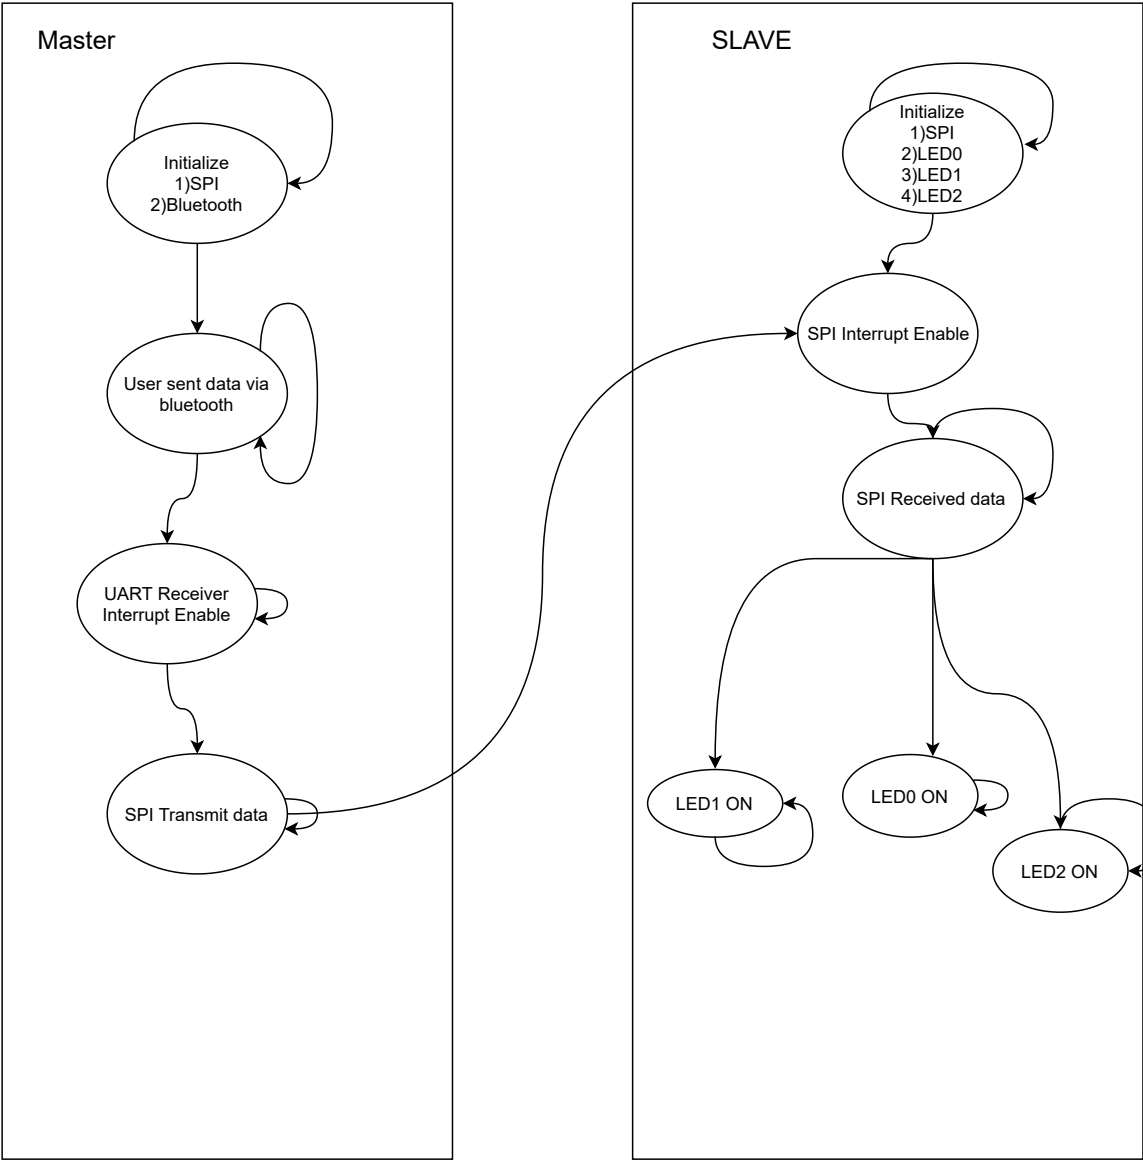 Master
Initialize
1)SPI
2)Bluetooth
User sent data via
bluetooth
UART Receiver
Interrupt Enable
SPI Transmit data
SLAVE
Initialize
1)SPI
2)LED0
3)LED1
4)LED2
SPI Interrupt Enable
SPI Received data
LED1 ON
LED0 ON
LED2 ON